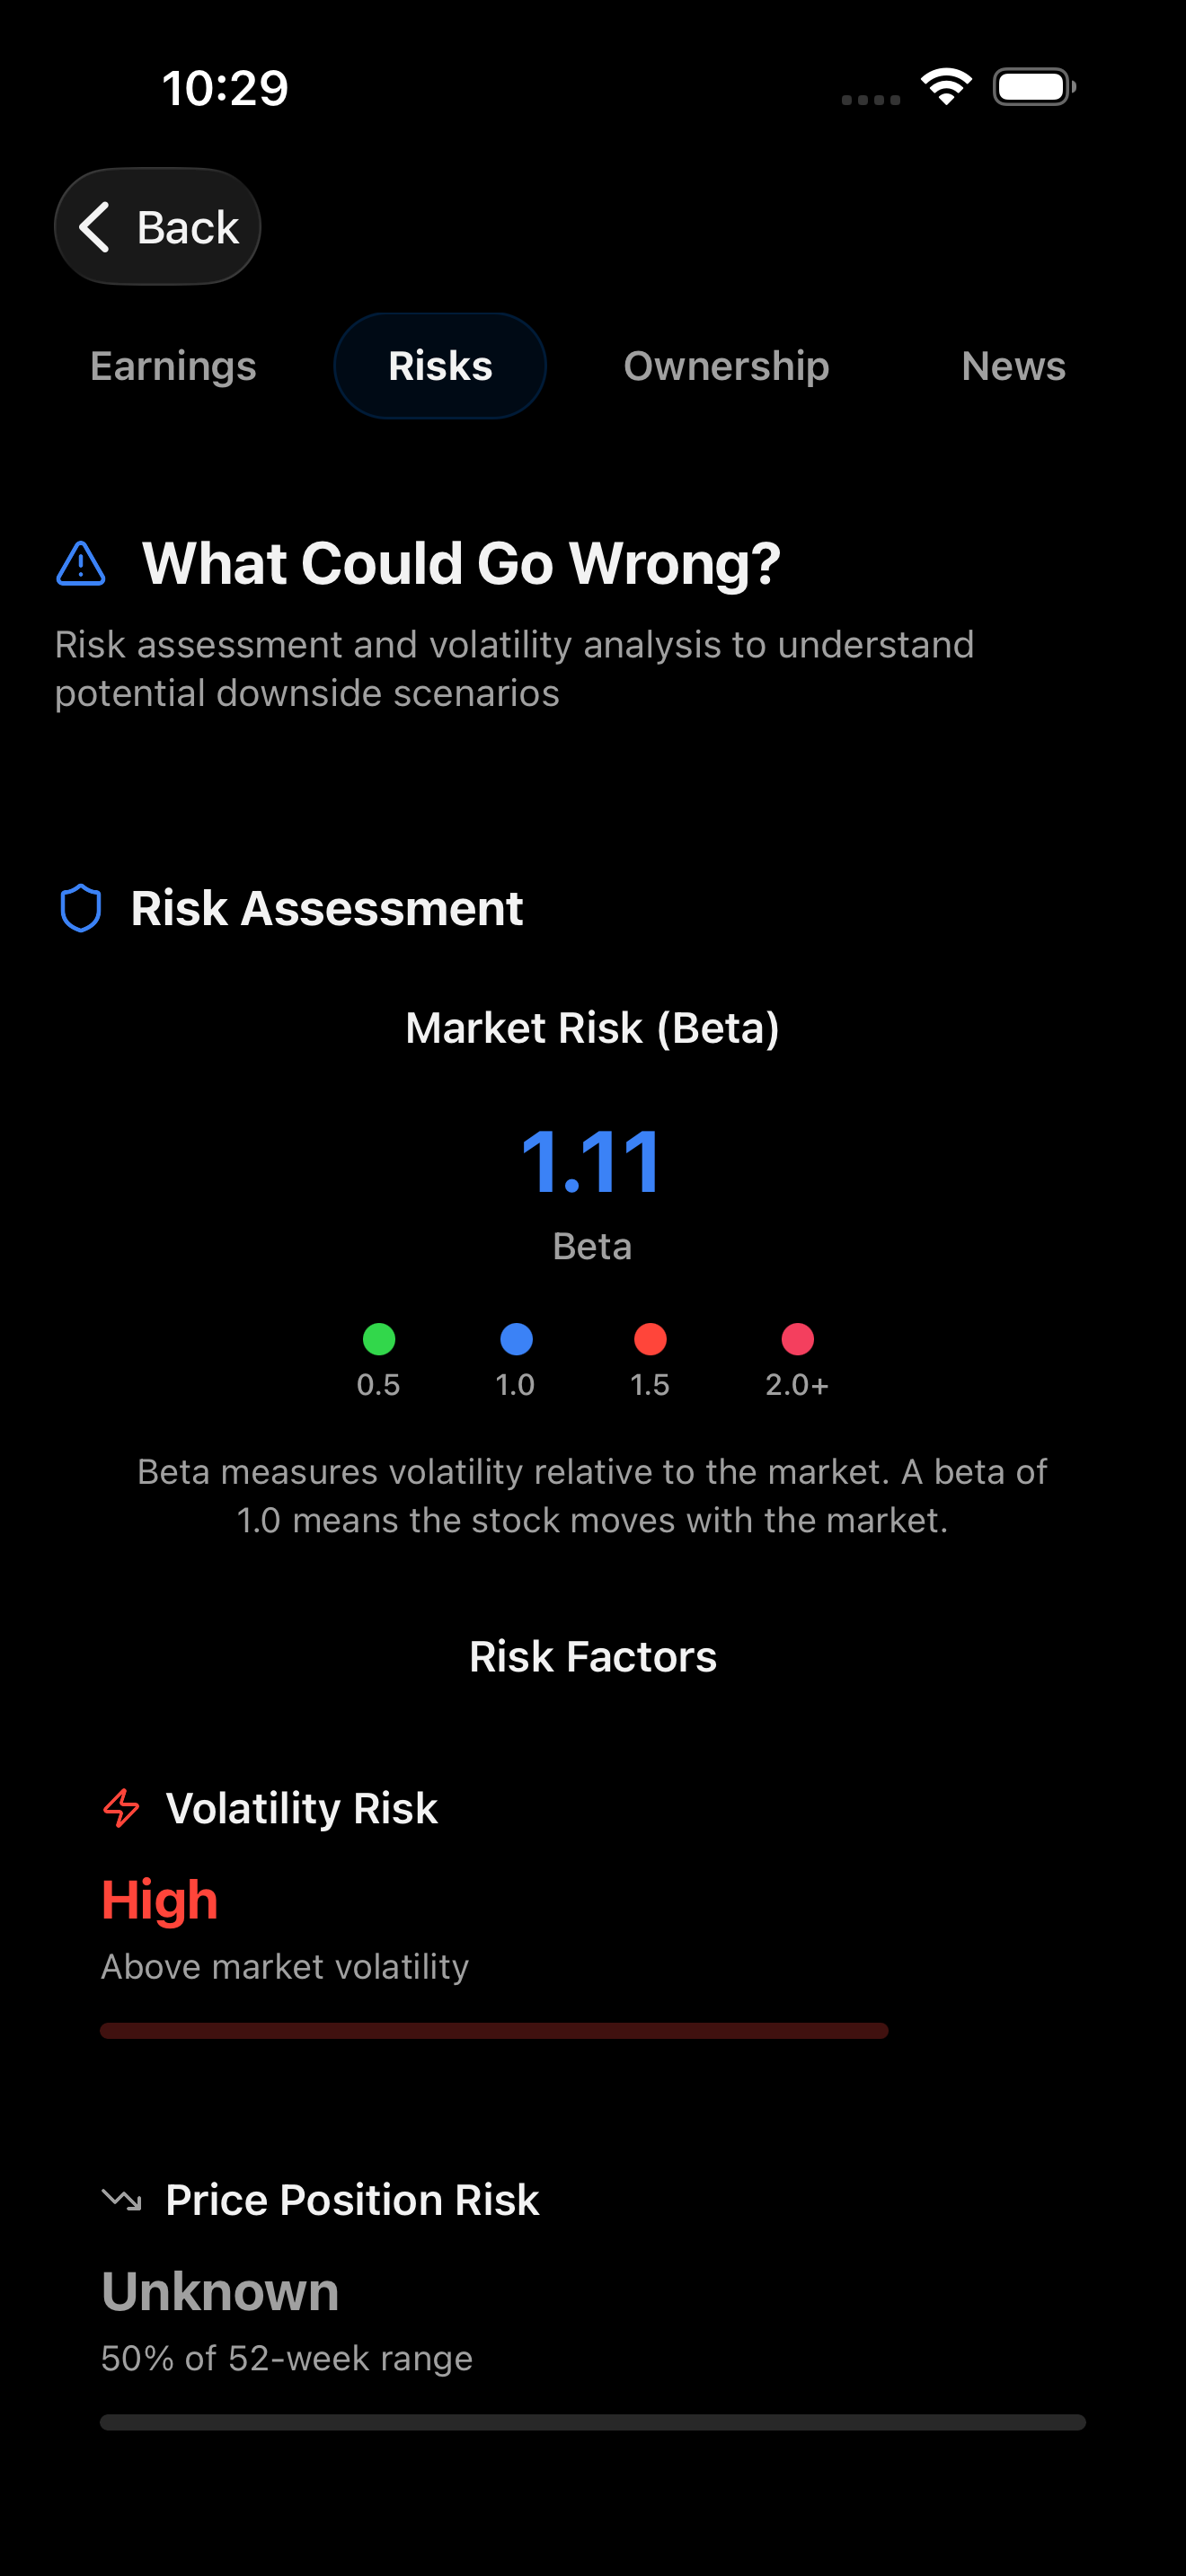 10:29
Back
Earnings Risks Ownership News
What Could Go Wrong?
Risk assessment and volatility analysis to understand
potential downside scenarios
Risk Assessment
Market Risk (Beta)
1.11
Beta
0.5 1.0 1.5 2.0+
Beta measures volatility relative to the market. A beta of
1.0 means the stock moves with the market.
Risk Factors
Volatility Risk
High
Above market volatility
Price Position Risk
Unknown
50% of 52-week range